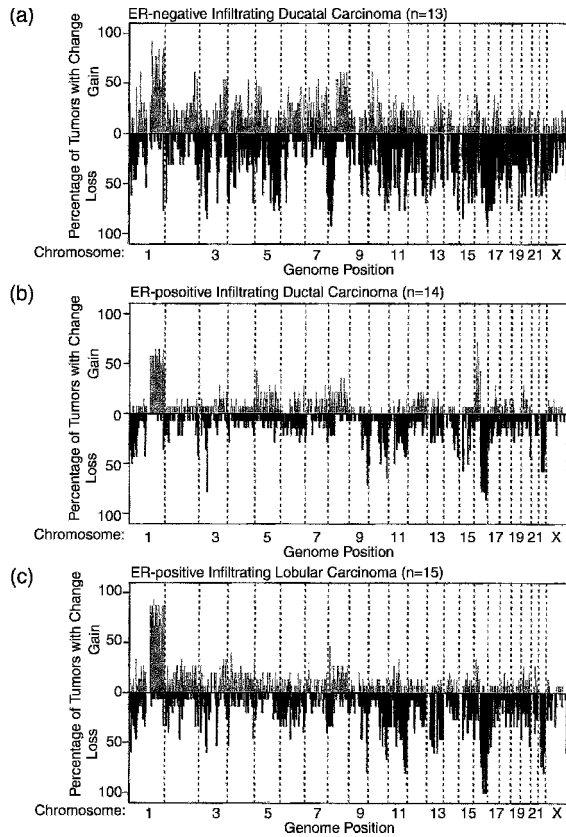 (a)
ER-negative Infiltrating Ducatal Carcinoma (n=13)
Percentage of Tumors with Change
Loss Gain
100
50
0
50
100
Chromosome: 1 3 5 7 9 11 13 15 17 19 21 X
Genome Position
(b)
ER-posoitive Infiltrating Ductal Carcinoma (n=14)
Percentage of Tumors with Change
Loss Gain
100
50
0
50
100
Chromosome: 1 3 5 7 9 11 13 15 17 19 21 X
Genome Position
(c)
ER-positive Infiltrating Lobular Carcinoma (n=15)
Percentage of Tumors with Change
Loss Gain
100
50
0
50
100
Chromosome: 1 3 5 7 9 11 13 15 17 19 21 X
Genome Position